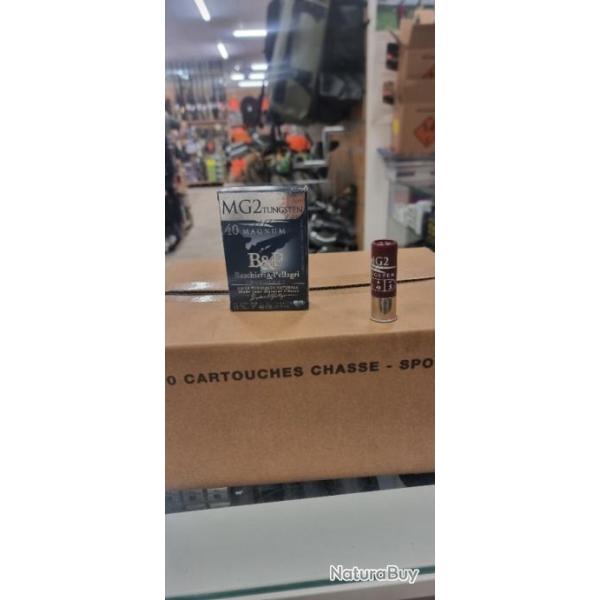 MG2 TUNGSTEN
40 MAGNUM
B&P
Baschieri & Pellagri
MG2
TUNGSTEN
0 CARTOUCHES CHASSE - SPO
NaturaBuy